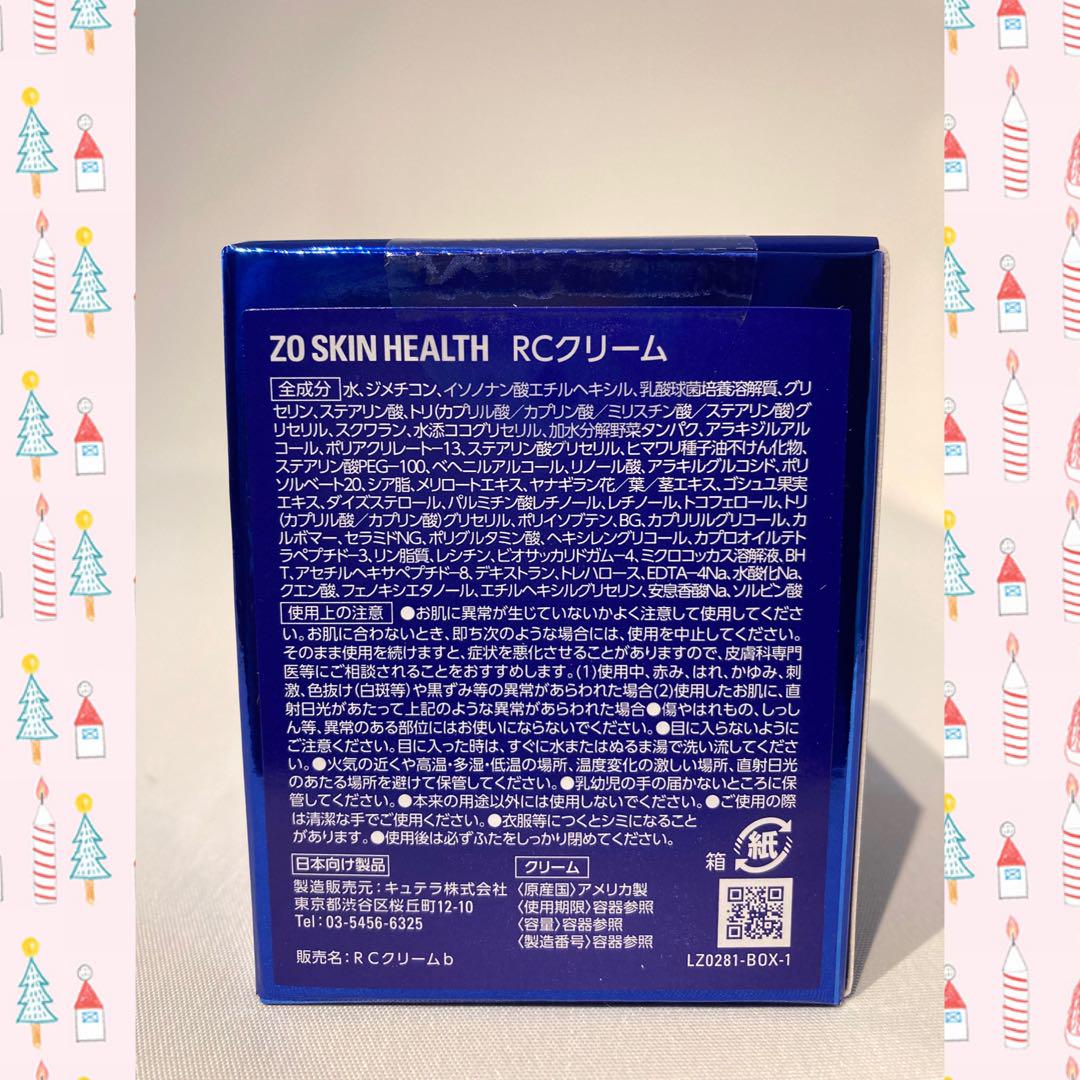 ZO SKIN HEALTH RCクリーム
全成分 水、ジメチコン、イソノナン酸エチルヘキシル、乳酸球菌培養溶解質、グリ
セリン、ステアリン酸、トリ(カプリル酸／カプリン酸／ミリスチン酸／ステアリン酸)グ
リセリル、スクワラン、水添ココグリセリル、加水分解野菜タンパク、アラキジルアル
コール、ポリアクリレート-13、ステアリン酸グリセリル、ヒマワリ種子油不けん化物、
ステアリン酸PEG-100、ベヘニルアルコール、リノール酸、アラキルグルコシド、ポリ
ソルベート20、シア脂、メリロートエキス、ヤナギラン花／葉／茎エキス、ゴシュユ果実
エキス、ダイズステロール、パルミチン酸レチノール、レチノール、トコフェロール、トリ
(カプリル酸／カプリン酸)グリセリル、ポリイソブテン、BG、カプリリルグリコール、カ
ルボマー、セラミドNG、ポリグルタミン酸、ヘキシレングリコール、カプロオイルテト
ラペプチド-3、リン脂質、レシチン、ビオサッカリドガム-4、ミクロコッカス溶解液、BH
T、アセチルヘキサペプチド-8、デキストラン、トレハロース、EDTA-4Na、水酸化Na、
クエン酸、フェノキシエタノール、エチルヘキシルグリセリン、安息香酸Na、ソルビン酸
使用上の注意 ●お肌に異常が生じていないかよく注意して使用してくださ
い。お肌に合わないとき、即ち次のような場合には、使用を中止してください。
そのまま使用を続けますと、症状を悪化させることがありますので、皮膚科専門
医等にご相談されることをおすすめします。(1)使用中、赤み、はれ、かゆみ、刺
激、色抜け(白斑等)や黒ずみ等の異常があらわれた場合(2)使用したお肌に、直
射日光があたって上記のような異常があらわれた場合●傷やはれもの、しっし
ん等、異常のある部位にはお使いにならないでください。●目に入らないように
ご注意ください。目に入った時は、すぐに水またはぬるま湯で洗い流してくださ
い。●火気の近くや高温・多湿・低温の場所、温度変化の激しい場所、直射日光
のあたる場所を避けて保管してください。●乳幼児の手の届かないところに保
管してください。●本来の用途以外には使用しないでください。●ご使用の際
は清潔な手でご使用ください。●衣服等につくとシミになること
があります。●使用後は必ずふたをしっかり閉めてください。
箱 紙
日本向け製品
製造販売元：キュテラ株式会社
東京都渋谷区桜丘町12-10
Tel：03-5456-6325
販売名：RCクリームb
クリーム
〈原産国〉アメリカ製
〈使用期限〉容器参照
〈容量〉容器参照
〈製造番号〉容器参照
LZ0281-BOX-1